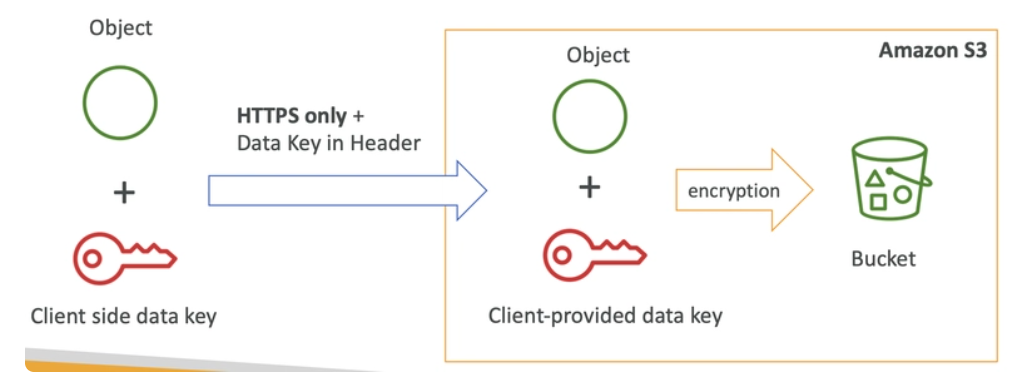 Object
+
Client side data key
HTTPS only +
Data Key in Header
Amazon S3
Object
+
Client-provided data key
encryption
Bucket